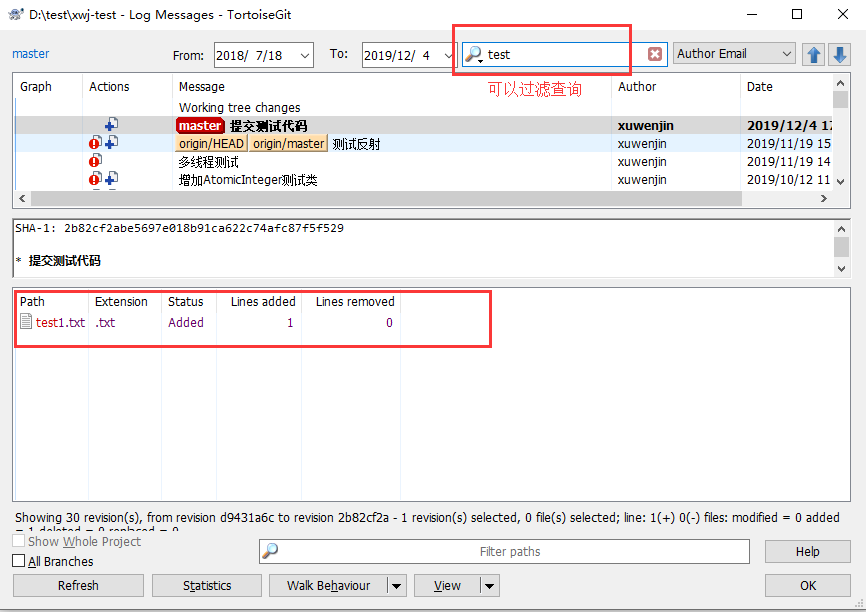 D:\test\xwj-test - Log Messages - TortoiseGit
master From: 2018/ 7/18 To: 2019/12/ 4 test Author Email
可以过滤查询
Graph Actions Message Author Date
Working tree changes
master 提交测试代码 xuwenjin 2019/12/4 17
origin/HEAD origin/master 测试反射 xuwenjin 2019/11/19 15
多线程测试 xuwenjin 2019/11/19 14
增加AtomicInteger测试类 xuwenjin 2019/10/12 11
SHA-1: 2b82cf2abe5697e018b91ca622c74afc87f5f529
* 提交测试代码
Path Extension Status Lines added Lines removed
test1.txt .txt Added 1 0
Showing 30 revision(s), from revision d9431a6c to revision 2b82cf2a - 1 revision(s) selected, 0 file(s) selected; line: 1(+) 0(-) files: modified = 0 added
= 1 deleted = 0 replaced = 0
Show Whole Project
Filter paths Help
All Branches
Refresh Statistics Walk Behaviour View OK